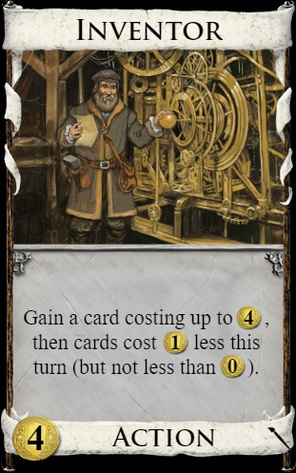 INVENTOR
Gain a card costing up to 4,
then cards cost 1 less this
turn (but not less than 0).
4 ACTION